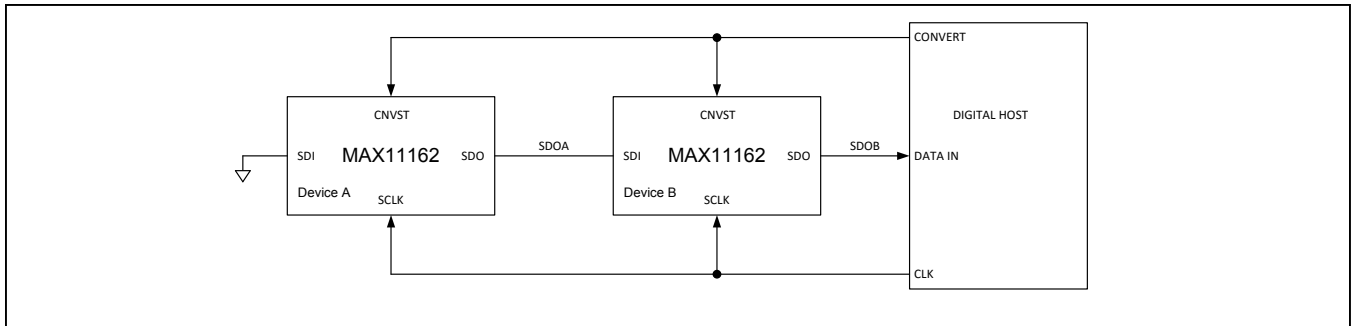 CONVERT
CNVST
CNVST
DIGITAL HOST
SDI MAX11162 SDO
SDOA
SDI MAX11162 SDO
SDOB
DATA IN
Device A
Device B
SCLK
SCLK
CLK